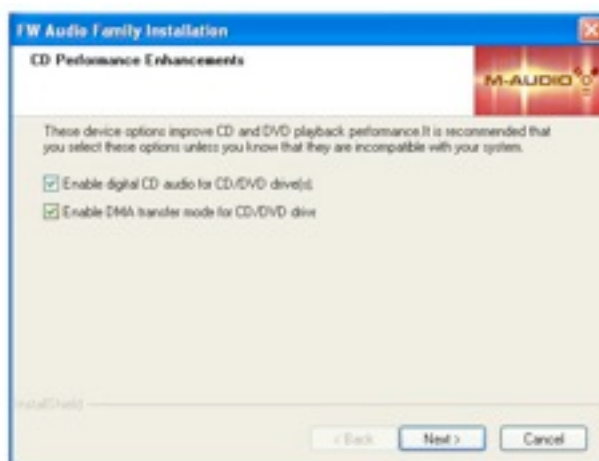 FW Audio Family Installation
CD Performance Enhancements
M-AUDIO
These device options improve CD and DVD playback performance.It is recommended that
you select these options unless you know that they are incompatible with your system.
Enable digital CD audio for CD/DVD drive(s)
Enable DMA transfer mode for CD/DVD drive
InstallShield
< Back Next > Cancel